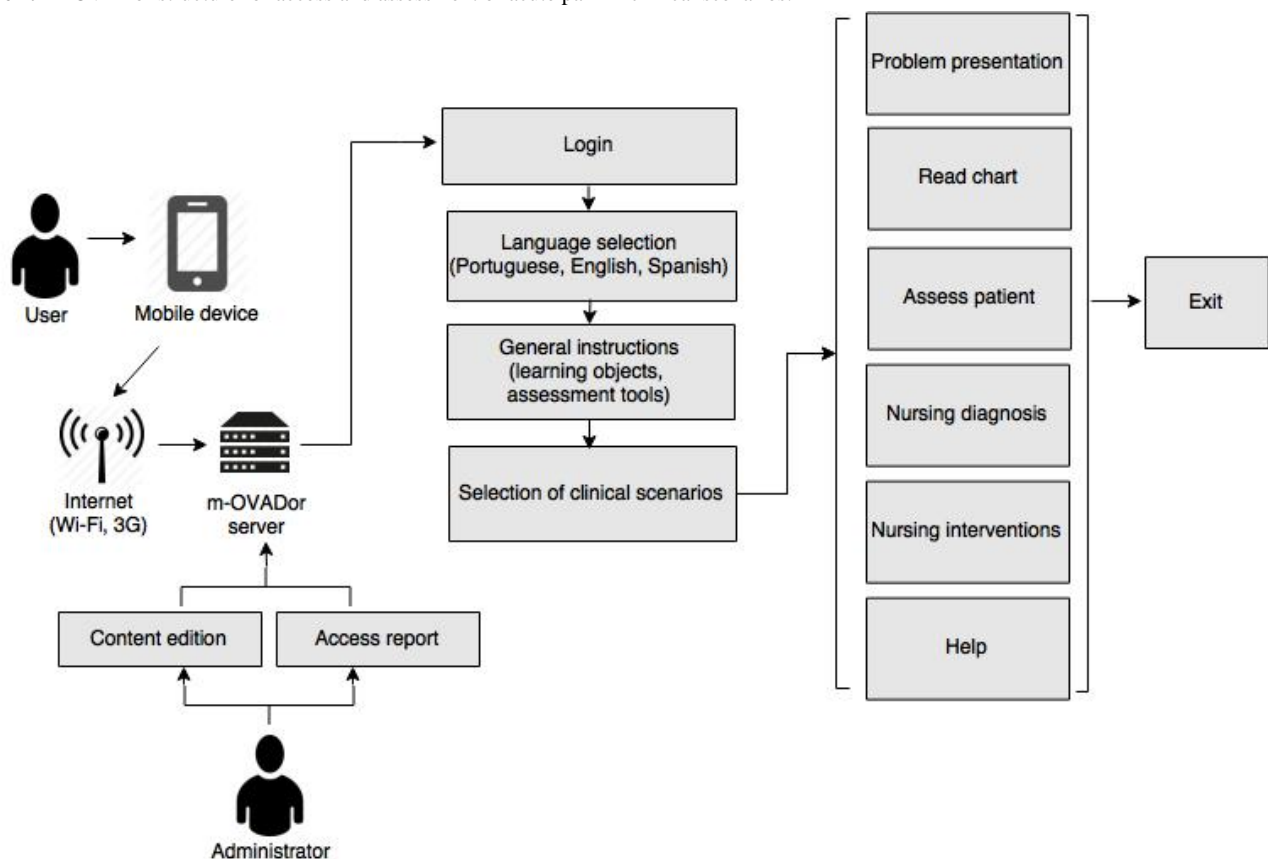 Problem presentation
Login
Read chart
Language selection
(Portuguese, English, Spanish)
Assess patient
Exit
User
Mobile device
General instructions
(learning objects,
assessment tools)
Nursing diagnosis
Selection of clinical scenarios
Internet
(Wi-Fi, 3G)
m-OVADor
server
Nursing interventions
Content edition
Access report
Help
Administrator